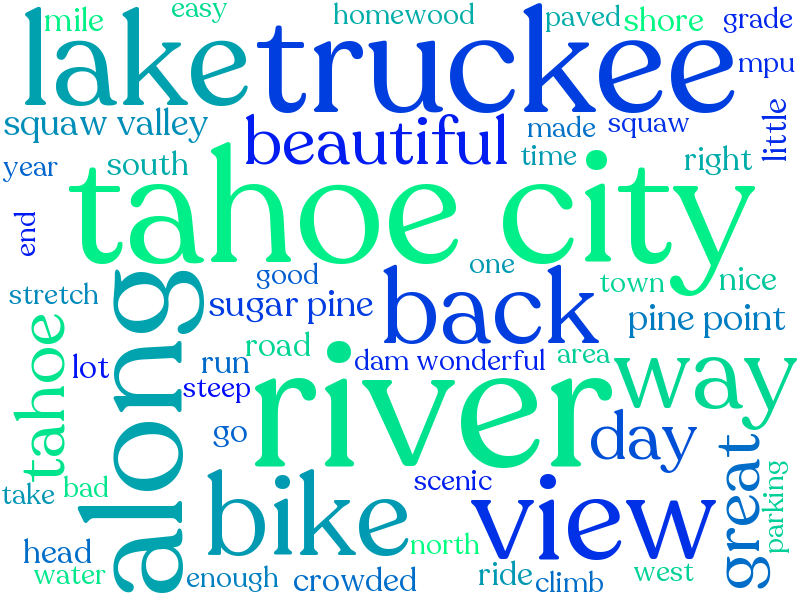 mile
easy
homewood
paved
shore
grade
lake
truckee
mpu
squaw valley
beautiful
made
squaw
little
year
south
time
right
tahoe city
end
along
good
one
stretch
sugar pine
back
town
nice
pine point
tahoe
lot
run
road
dam wonderful
area
way
steep
river
go
day
great
take
bad
bike
scenic
view
parking
head
north
water
enough
crowded
ride
climb
west